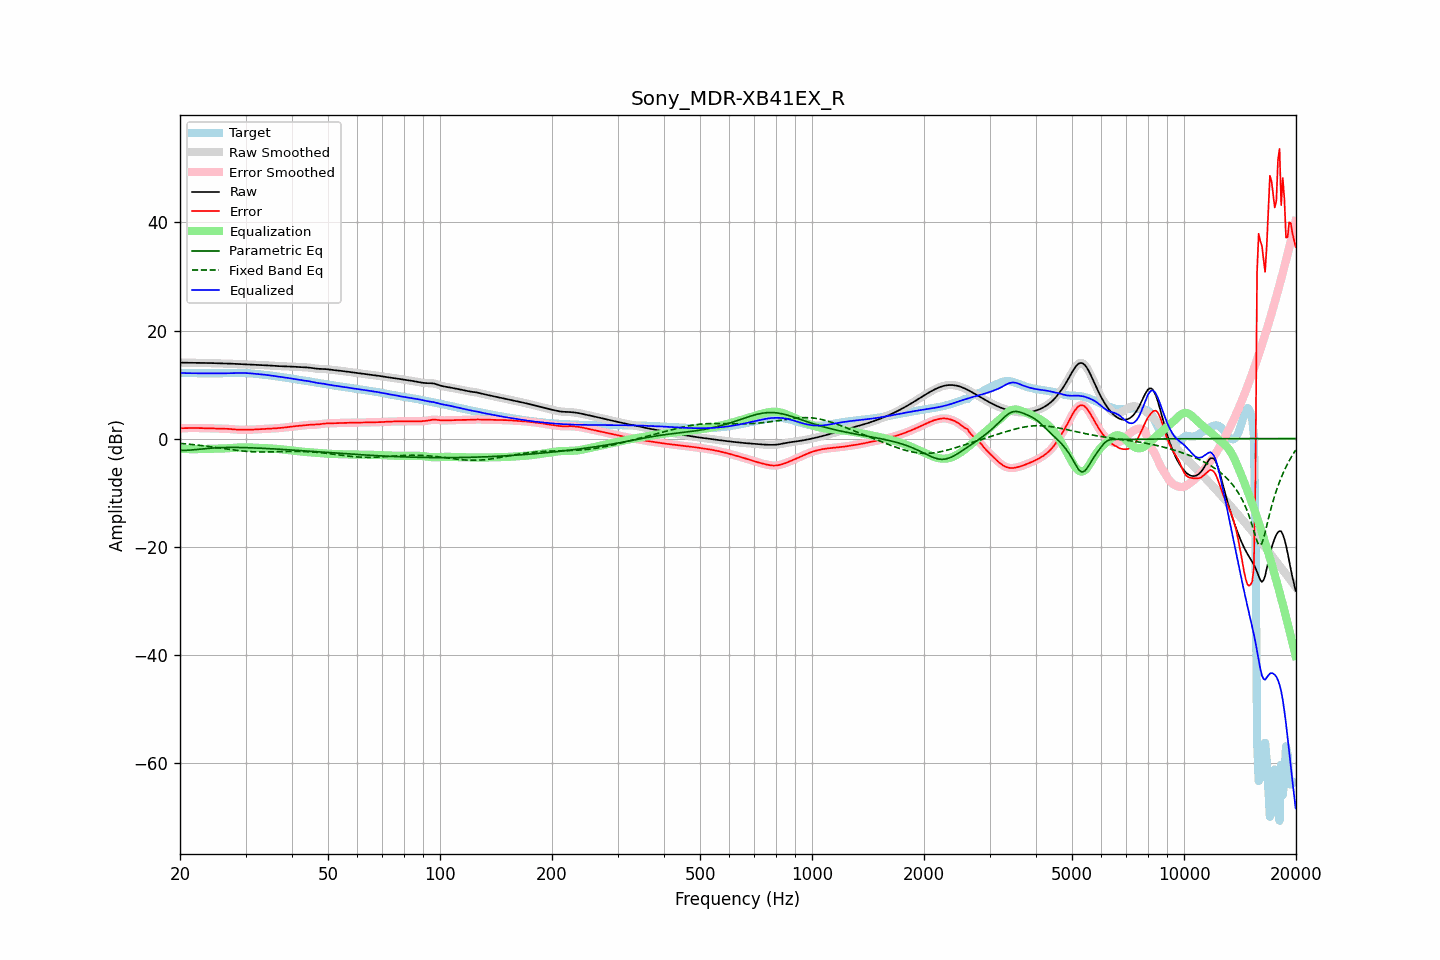 Sony_MDR-XB41EX_R
Target
Raw Smoothed
Error Smoothed
Raw
Error
Equalization
Parametric Eq
Fixed Band Eq
Equalized
40
20
0
−20
−40
−60
Amplitude (dBr)
20 50 100 200 500 1000 2000 5000 10000 20000
Frequency (Hz)